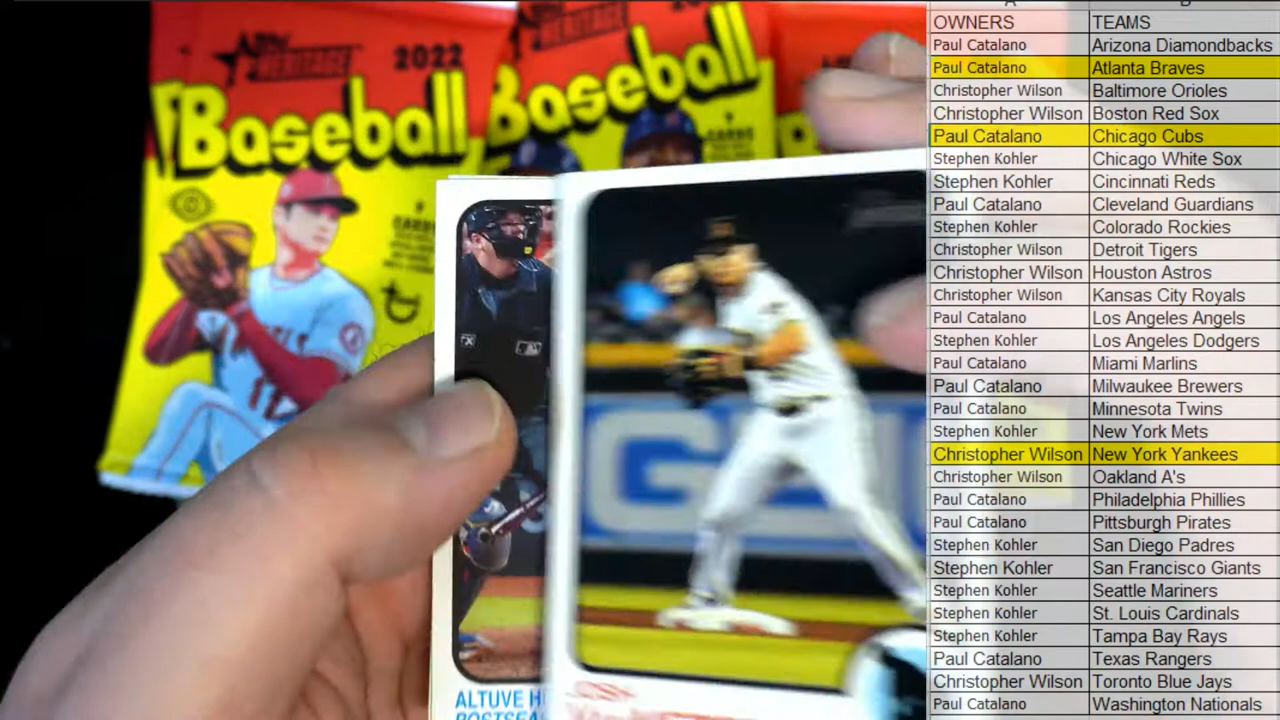 HERITAGE
2022
Baseball
HERITAGE
Baseball
CARDS
ALTUVE H
POSTSEA
JOSH
OWNERS TEAMS
Paul Catalano Arizona Diamondbacks
Paul Catalano Atlanta Braves
Christopher Wilson Baltimore Orioles
Christopher Wilson Boston Red Sox
Paul Catalano Chicago Cubs
Stephen Kohler Chicago White Sox
Stephen Kohler Cincinnati Reds
Paul Catalano Cleveland Guardians
Stephen Kohler Colorado Rockies
Christopher Wilson Detroit Tigers
Christopher Wilson Houston Astros
Christopher Wilson Kansas City Royals
Paul Catalano Los Angeles Angels
Stephen Kohler Los Angeles Dodgers
Paul Catalano Miami Marlins
Paul Catalano Milwaukee Brewers
Paul Catalano Minnesota Twins
Stephen Kohler New York Mets
Christopher Wilson New York Yankees
Christopher Wilson Oakland A's
Paul Catalano Philadelphia Phillies
Paul Catalano Pittsburgh Pirates
Stephen Kohler San Diego Padres
Stephen Kohler San Francisco Giants
Stephen Kohler Seattle Mariners
Stephen Kohler St. Louis Cardinals
Stephen Kohler Tampa Bay Rays
Paul Catalano Texas Rangers
Christopher Wilson Toronto Blue Jays
Paul Catalano Washington Nationals